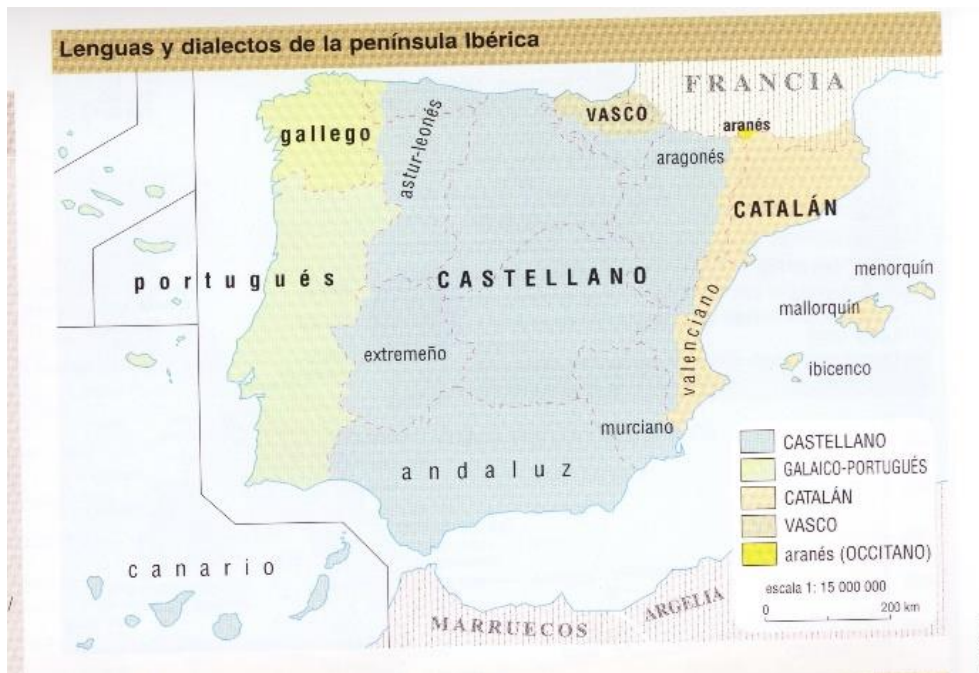 Lenguas y dialectos de la península Ibérica
FRANCIA
VASCO
aranés
gallego
astur-leonés
aragonés
CATALÁN
portugués
CASTELLANO
menorquín
mallorquín
valenciano
extremeño
ibicenco
murciano
andaluz
CASTELLANO
GALAICO-PORTUGUÉS
CATALÁN
VASCO
aranés (OCCITANO)
canario
escala 1: 15 000 000
0 200 km
MARRUECOS
ARGELIA